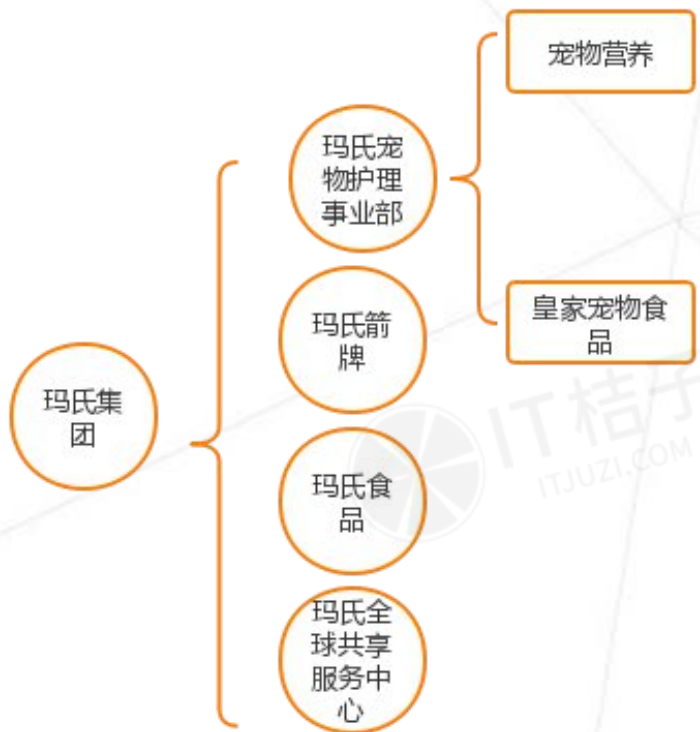 宠物营养
玛氏宠
物护理
事业部
皇家宠物食
品
玛氏箭
牌
玛氏集
团
玛氏食
品
玛氏全
球共享
服务中
心
IT桔子
ITJUZI.COM